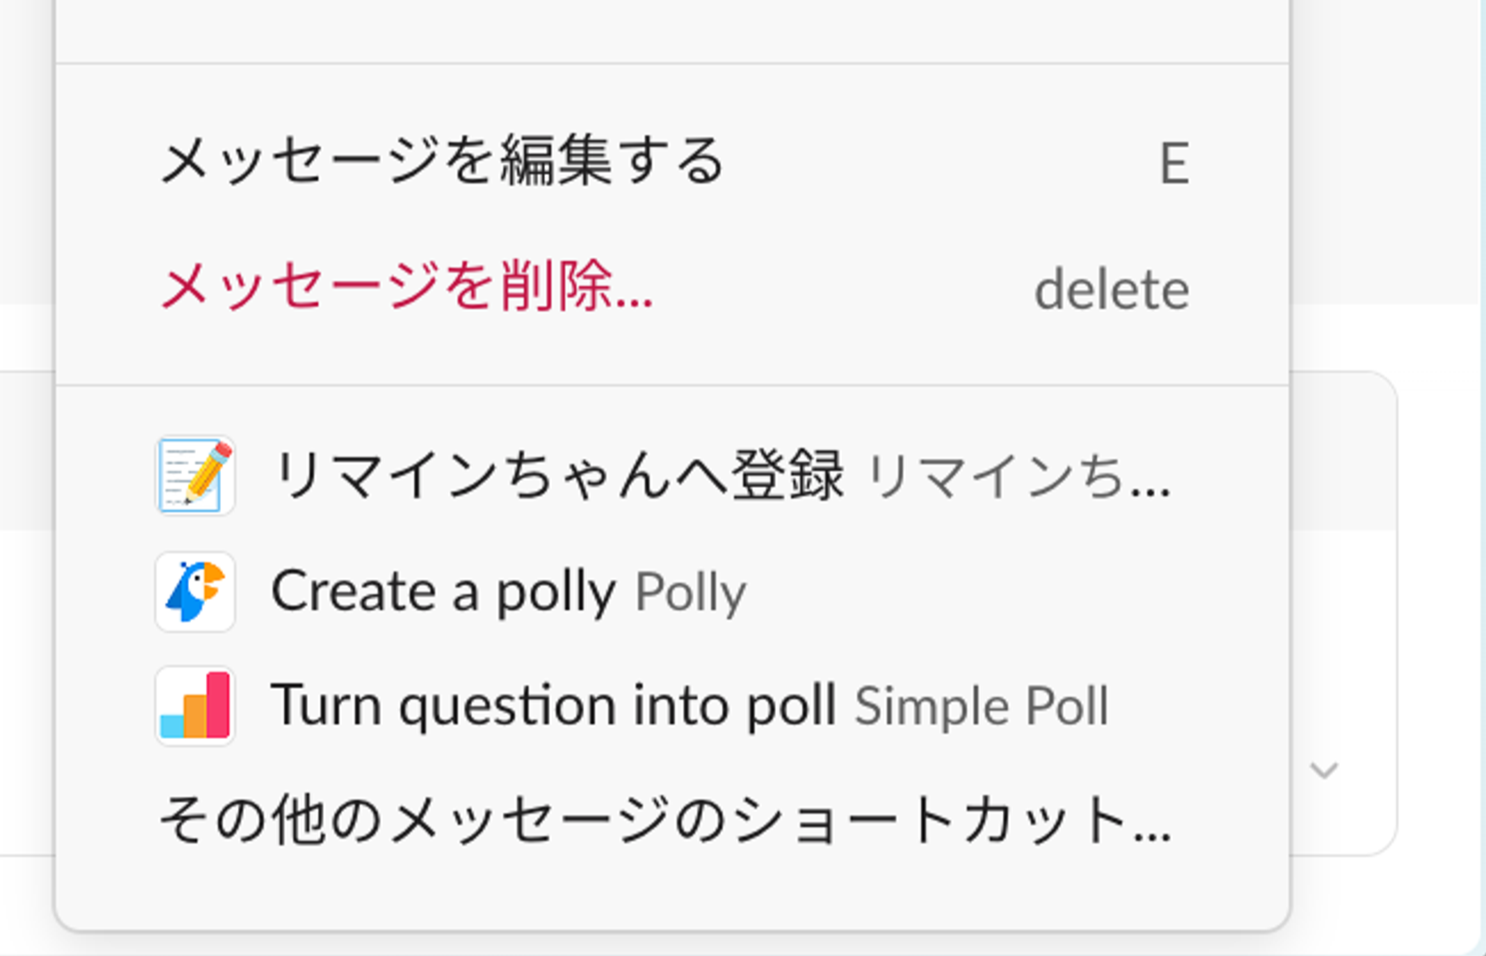 メッセージを編集する E
メッセージを削除... delete
リマインちゃんへ登録 リマインち...
Create a polly Polly
Turn question into poll Simple Poll
その他のメッセージのショートカット...